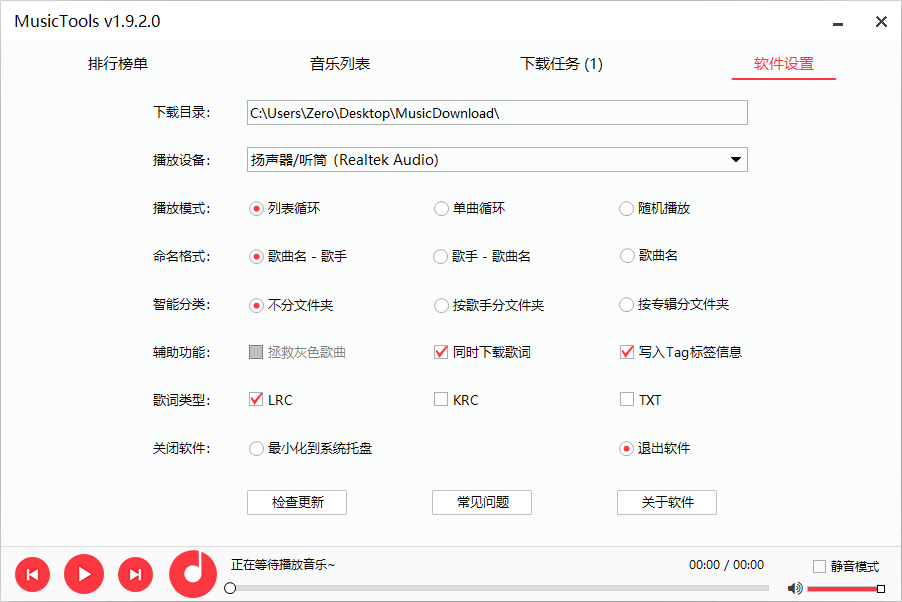 MusicTools v1.9.2.0
排行榜单 音乐列表 下载任务 (1) 软件设置
下载目录: C:\Users\Zero\Desktop\MusicDownload\
播放设备: 扬声器/听筒 (Realtek Audio)
播放模式: 列表循环 单曲循环 随机播放
命名格式: 歌曲名 - 歌手 歌手 - 歌曲名 歌曲名
智能分类: 不分文件夹 按歌手分文件夹 按专辑分文件夹
辅助功能: 拯救灰色歌曲 同时下载歌词 写入Tag标签信息
歌词类型: LRC KRC TXT
关闭软件: 最小化到系统托盘 退出软件
检查更新 常见问题 关于软件
正在等待播放音乐~ 00:00 / 00:00 静音模式